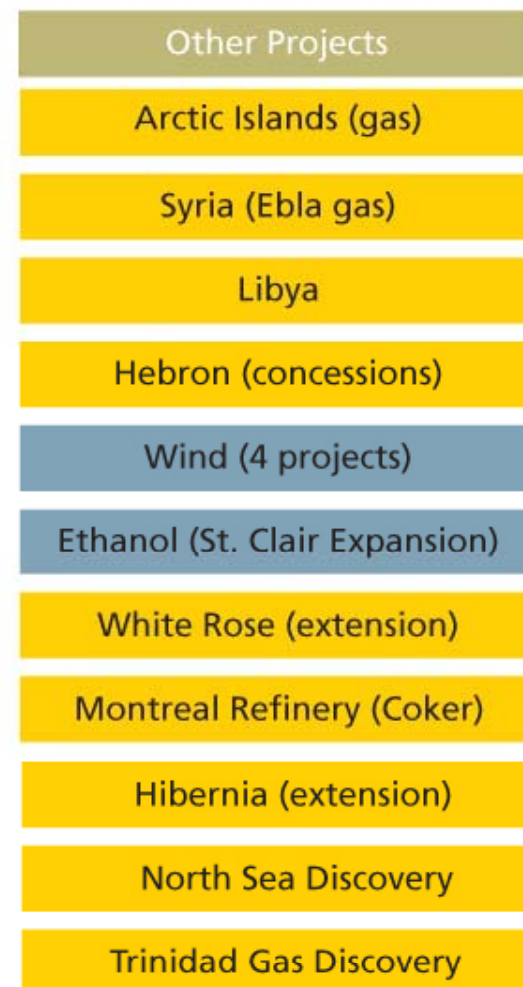 Other Projects
Arctic Islands (gas)
Syria (Ebla gas)
Libya
Hebron (concessions)
Wind (4 projects)
Ethanol (St. Clair Expansion)
White Rose (extension)
Montreal Refinery (Coker)
Hibernia (extension)
North Sea Discovery
Trinidad Gas Discovery